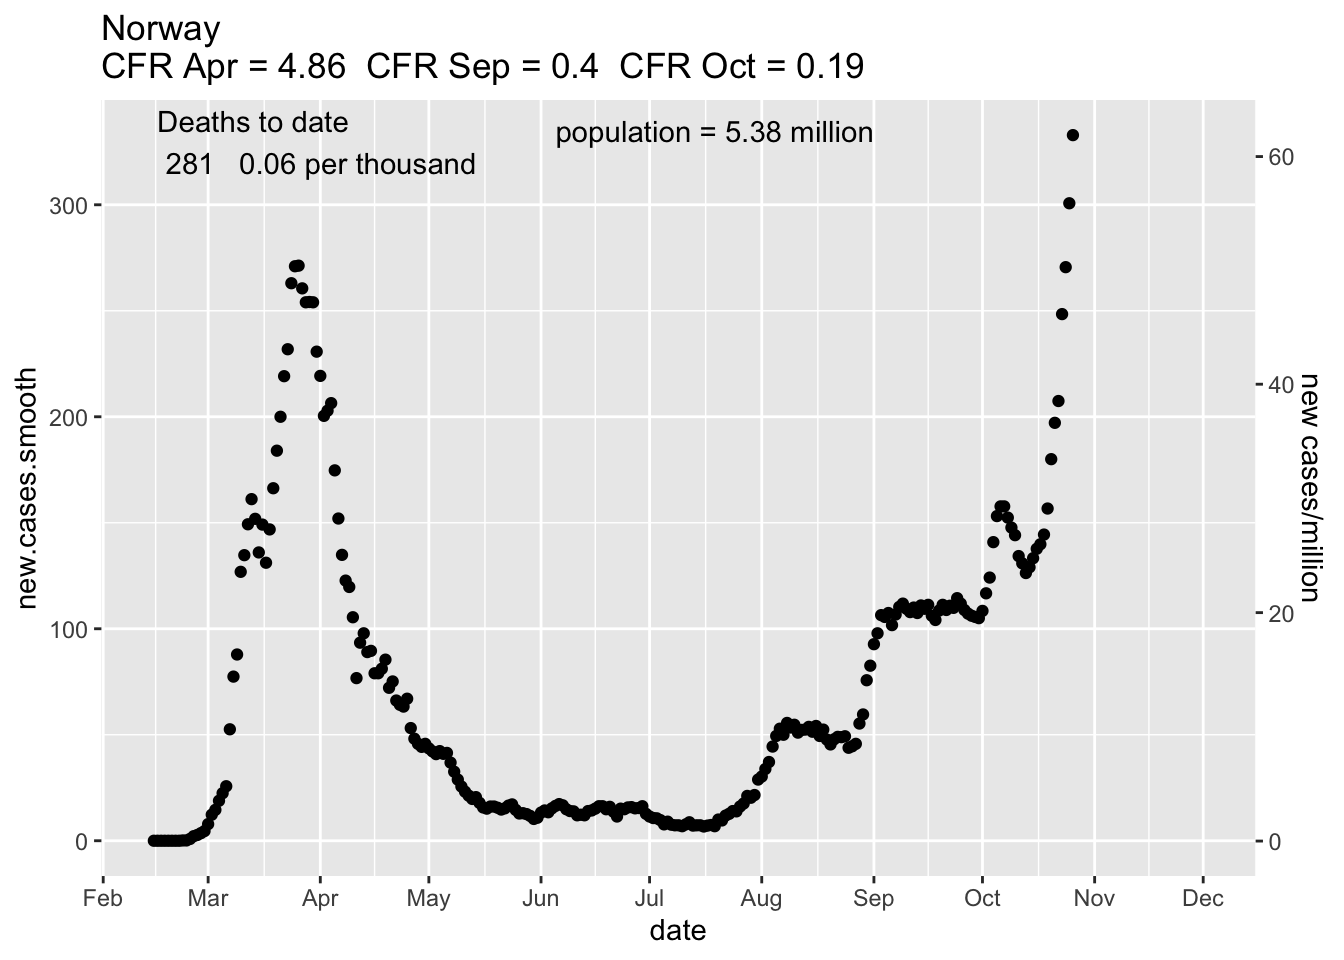 Norway
CFR Apr = 4.86  CFR Sep = 0.4  CFR Oct = 0.19
Deaths to date
281   0.06 per thousand
population = 5.38 million
new.cases.smooth
300
200
100
0
60
40
20
0
new cases/million
Feb Mar Apr May Jun Jul Aug Sep Oct Nov Dec
date